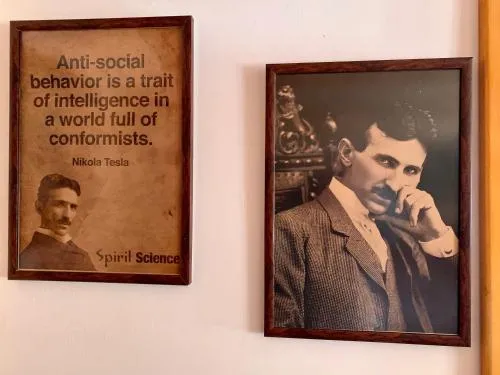 Anti-social
behavior is a trait
of intelligence in
a world full of
conformists.
Nikola Tesla
Spirit Science